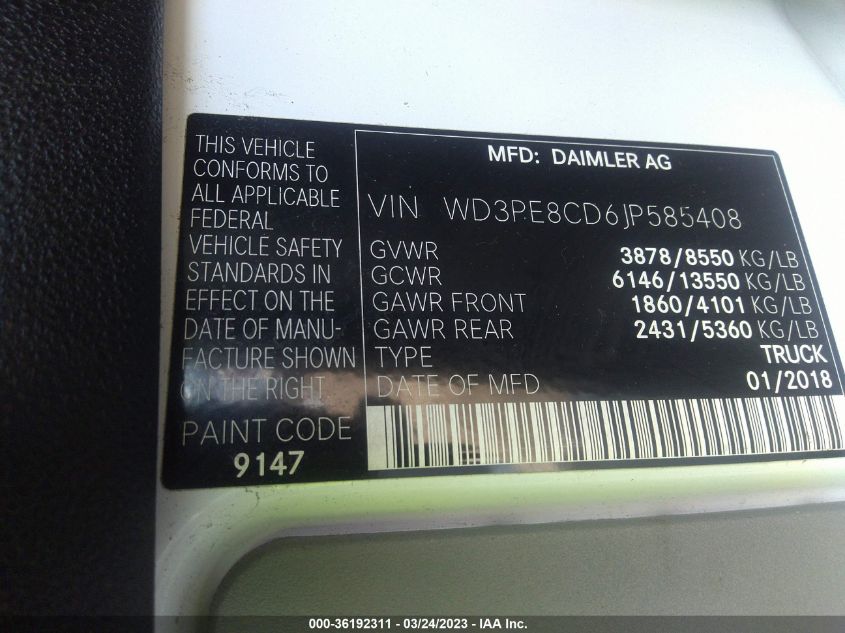 THIS VEHICLE
CONFORMS TO
ALL APPLICABLE
FEDERAL
VEHICLE SAFETY
STANDARDS IN
EFFECT ON THE
DATE OF MANU-
FACTURE SHOWN
ON THE RIGHT.
PAINT CODE
9147
MFD: DAIMLER AG
VIN WD3PE8CD6JP585408
GVWR 3878/8550 KG/LB
GCWR 6146/13550 KG/LB
GAWR FRONT 1860/4101 KG/LB
GAWR REAR 2431/5360 KG/LB
TYPE TRUCK
DATE OF MFD 01/2018
000-36192311 - 03/24/2023 - IAA Inc.